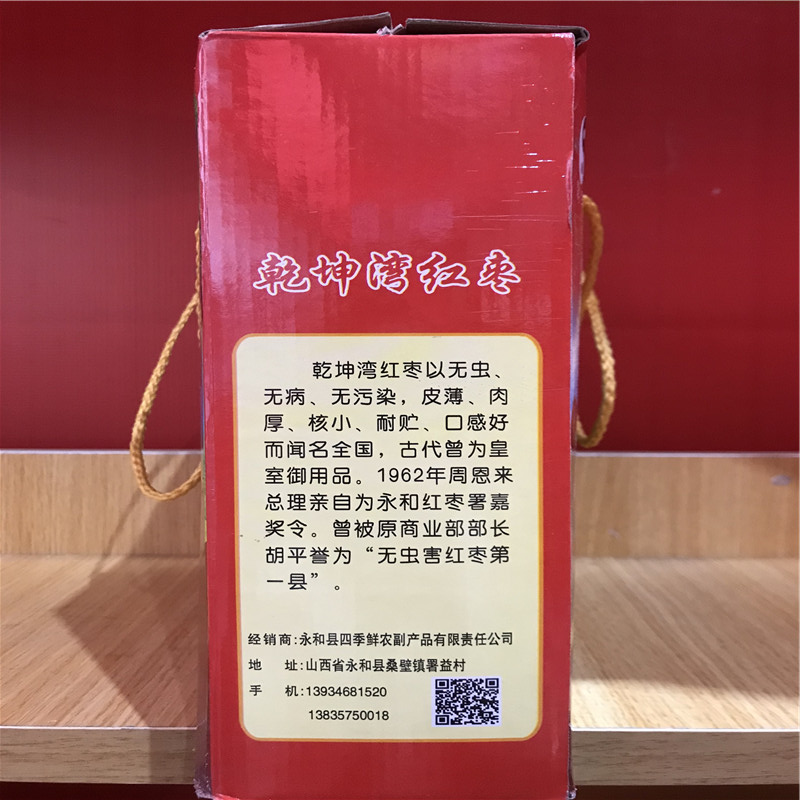 乾坤湾红枣
乾坤湾红枣以无虫、
无病、无污染，皮薄、肉
厚、核小、耐贮、口感好
而闻名全国，古代曾为皇
室御用品。1962年周恩来
总理亲自为永和红枣署嘉
奖令。曾被原商业部部长
胡平誉为“无虫害红枣第
一县”。
经销商:永和县四季鲜农副产品有限责任公司
地 址:山西省永和县桑壁镇署益村
手 机:13934681520
13835750018